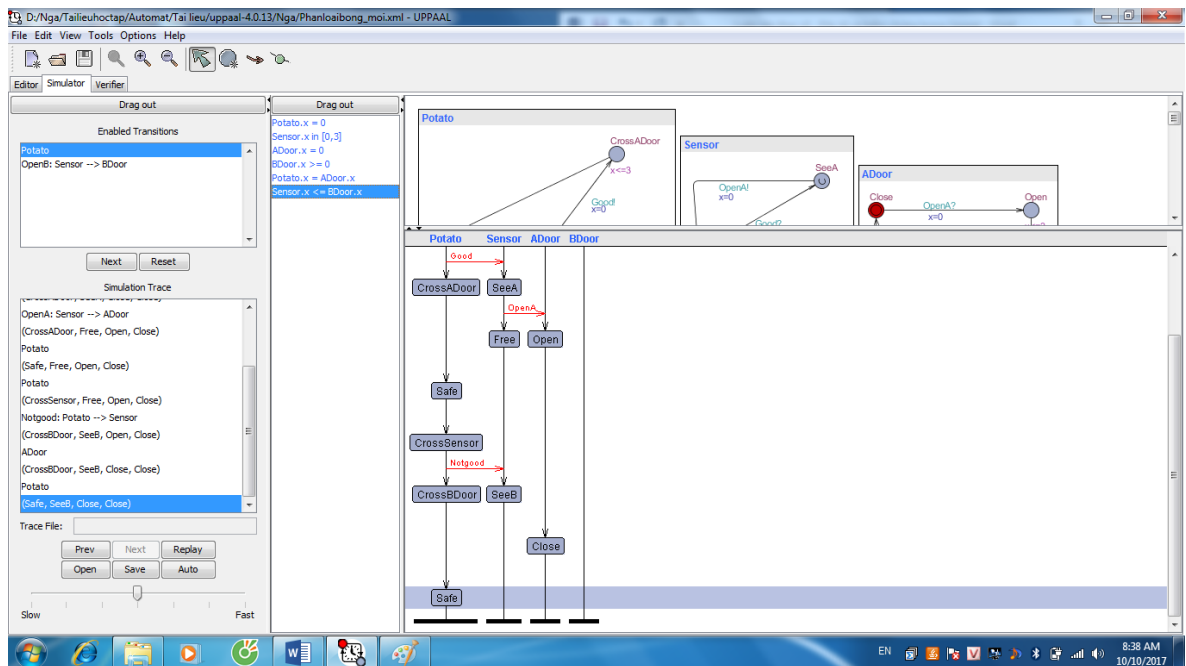 D:/Nga/Tailieuhoctap/Automat/Tai lieu/uppaal-4.0.13/Nga/Phanloaibong_moi.xml - UPPAAL
File Edit View Tools Options Help
Editor Simulator Verifier
Drag out
Enabled Transitions
Potato
OpenB: Sensor --> BDoor
Next Reset
Simulation Trace
OpenA: Sensor --> ADoor
(CrossADoor, Free, Open, Close)
Potato
(Safe, Free, Open, Close)
Potato
(CrossSensor, Free, Open, Close)
Notgood: Potato --> Sensor
(CrossBDoor, SeeB, Open, Close)
ADoor
(CrossBDoor, SeeB, Close, Close)
Potato
(Safe, SeeB, Close, Close)
Trace File:
Prev Next Replay
Open Save Auto
Slow Fast
Drag out
Potato.x = 0
Sensor.x in [0,3]
ADoor.x = 0
BDoor.x >= 0
Potato.x = ADoor.x
Sensor.x <= BDoor.x
Potato
CrossADoor
x<=3
Good!
x=0
Sensor
SeeA
OpenA!
x=0
Good?
ADoor
Close
OpenA?
x=0
Open
Potato Sensor ADoor BDoor
Good
CrossADoor SeeA
OpenA
Free Open
Safe
CrossSensor
Notgood
CrossBDoor SeeB
Close
Safe
EN
8:38 AM
10/10/2017